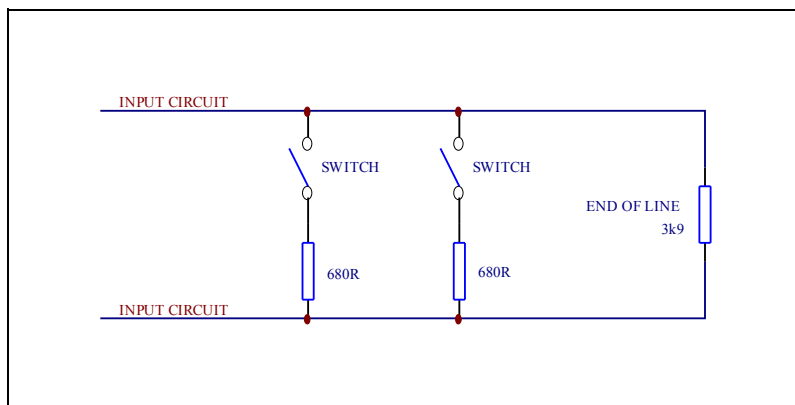 INPUT CIRCUIT
SWITCH
SWITCH
END OF LINE
3k9
680R
680R
INPUT CIRCUIT